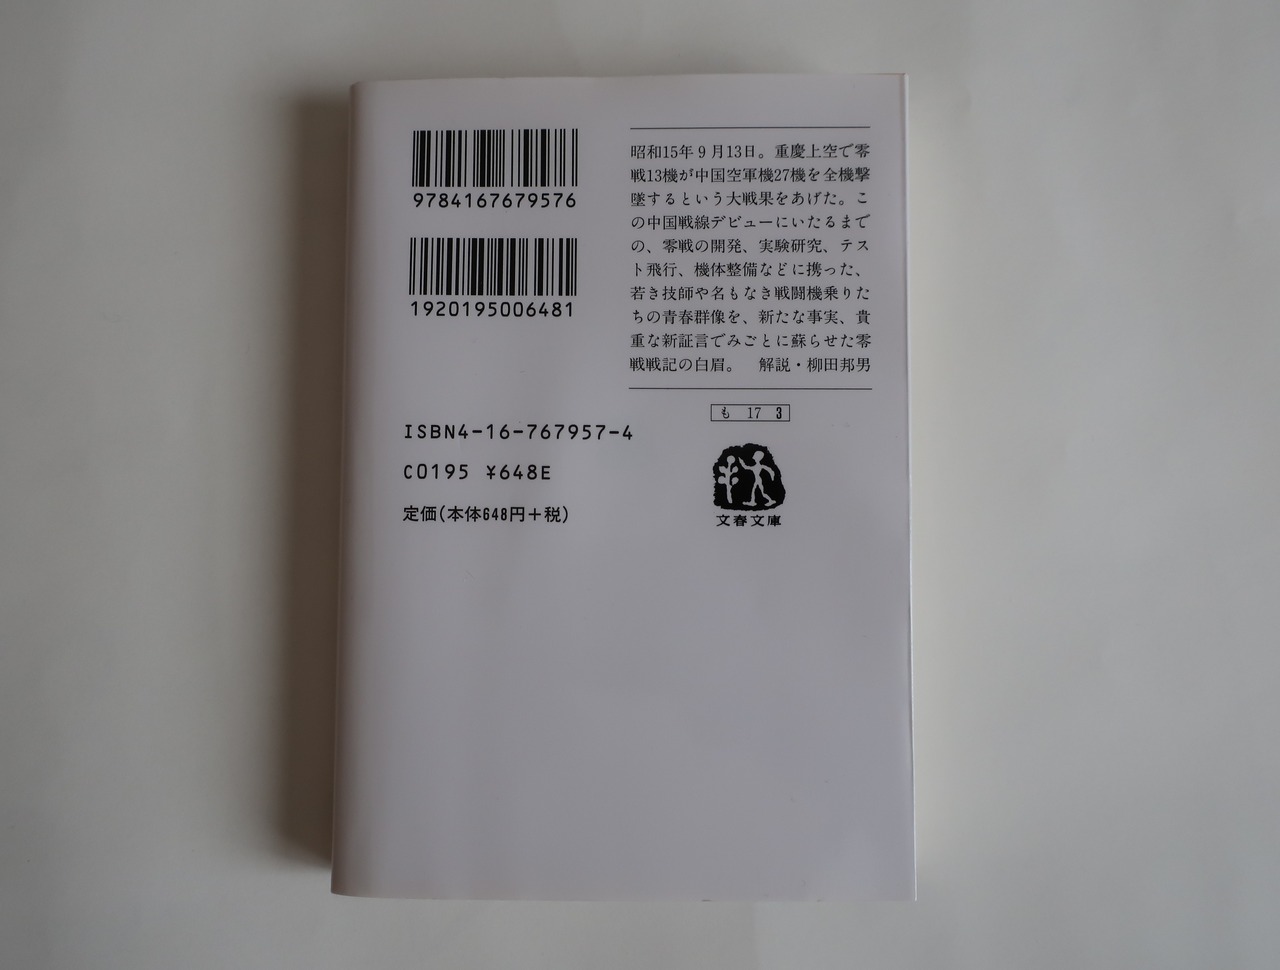 9784167679576
1920195006481
昭和15年9月13日。重慶上空で零
戦13機が中国空軍機27機を全機撃
墜するという大戦果をあげた。こ
の中国戦線デビューにいたるまで
の、零戦の開発、実験研究、テス
ト飛行、機体整備などに携った、
若き技師や名もなき戦闘機乗りた
ちの青春群像を、新たな事実、貴
重な新証言でみごとに蘇らせた零
戦戦記の白眉。　解説・柳田邦男
も 17 3
文春文庫
ISBN4-16-767957-4
C0195 ¥648E
定価(本体648円+税)